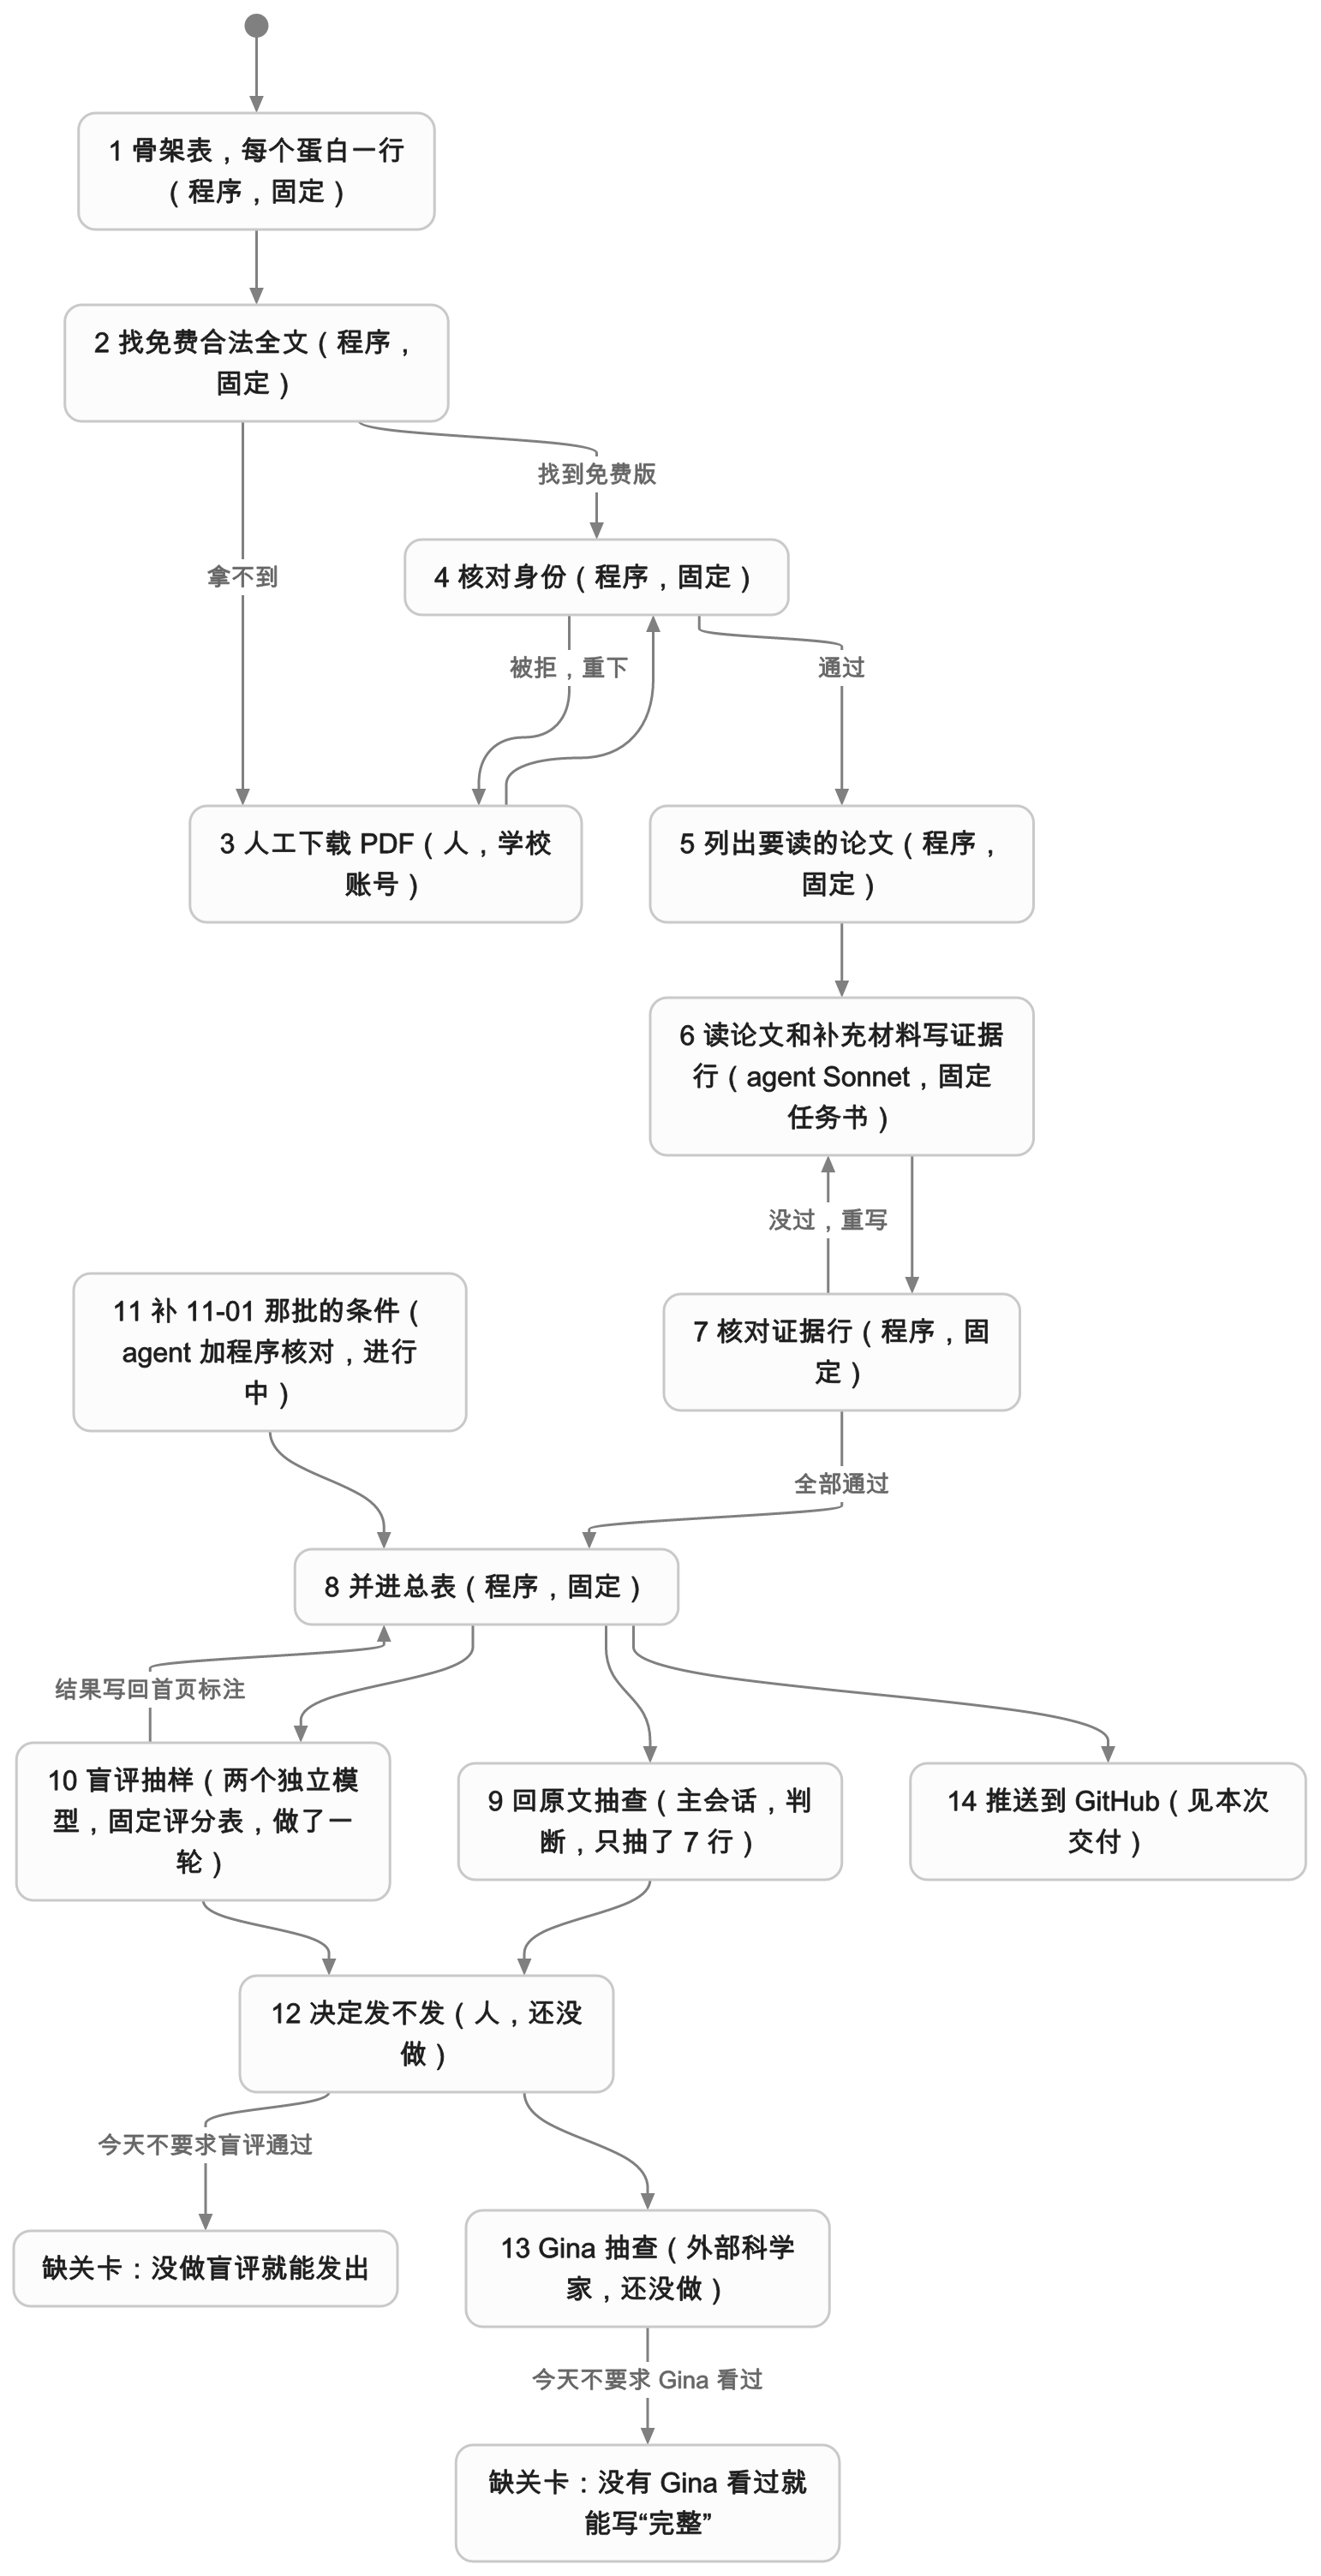 1 骨架表，每个蛋白一行
（程序，固定）
2 找免费合法全文（程序，
固定）
找到免费版
拿不到
4 核对身份（程序，固定）
被拒，重下
通过
3 人工下载 PDF（人，学校
账号）
5 列出要读的论文（程序，
固定）
6 读论文和补充材料写证据
行（agent Sonnet，固定
任务书）
没过，重写
11 补 11-01 那批的条件（
agent 加程序核对，进行
中）
7 核对证据行（程序，固
定）
全部通过
8 并进总表（程序，固定）
结果写回首页标注
10 盲评抽样（两个独立模
型，固定评分表，做了一
轮）
9 回原文抽查（主会话，判
断，只抽了 7 行）
14 推送到 GitHub（见本次
交付）
12 决定发不发（人，还没
做）
今天不要求盲评通过
缺关卡：没做盲评就能发出
13 Gina 抽查（外部科学
家，还没做）
今天不要求 Gina 看过
缺关卡：没有 Gina 看过就
能写“完整”